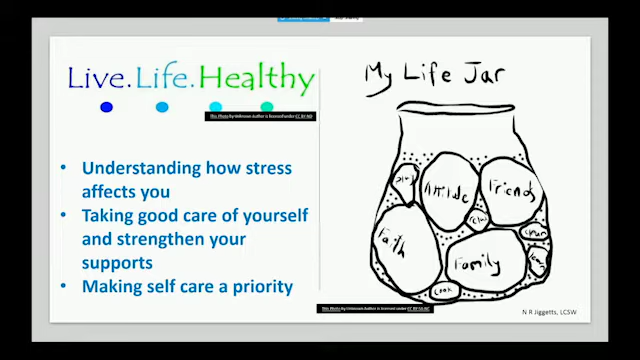 Live.Life.Healthy
This Photo by Unknown Author is licensed under CC BY-ND
• Understanding how stress
affects you
• Taking good care of yourself
and strengthen your
supports
• Making self care a priority
My Life Jar
Attitude
Friends
relax
Faith
Family
cook
This Photo by Unknown Author is licensed under CC BY-SA-NC
N R Jiggetts, LCSW